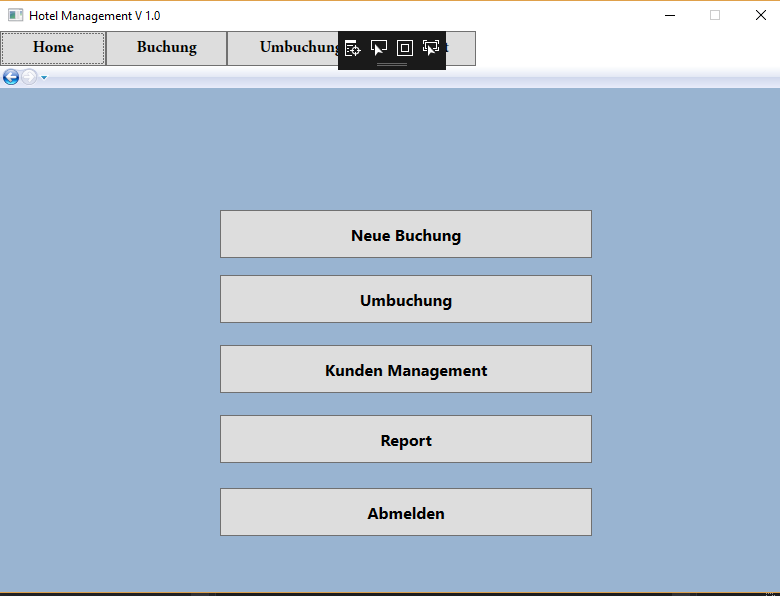 Hotel Management V 1.0
Home
Buchung
Umbuchung
Neue Buchung
Umbuchung
Kunden Management
Report
Abmelden